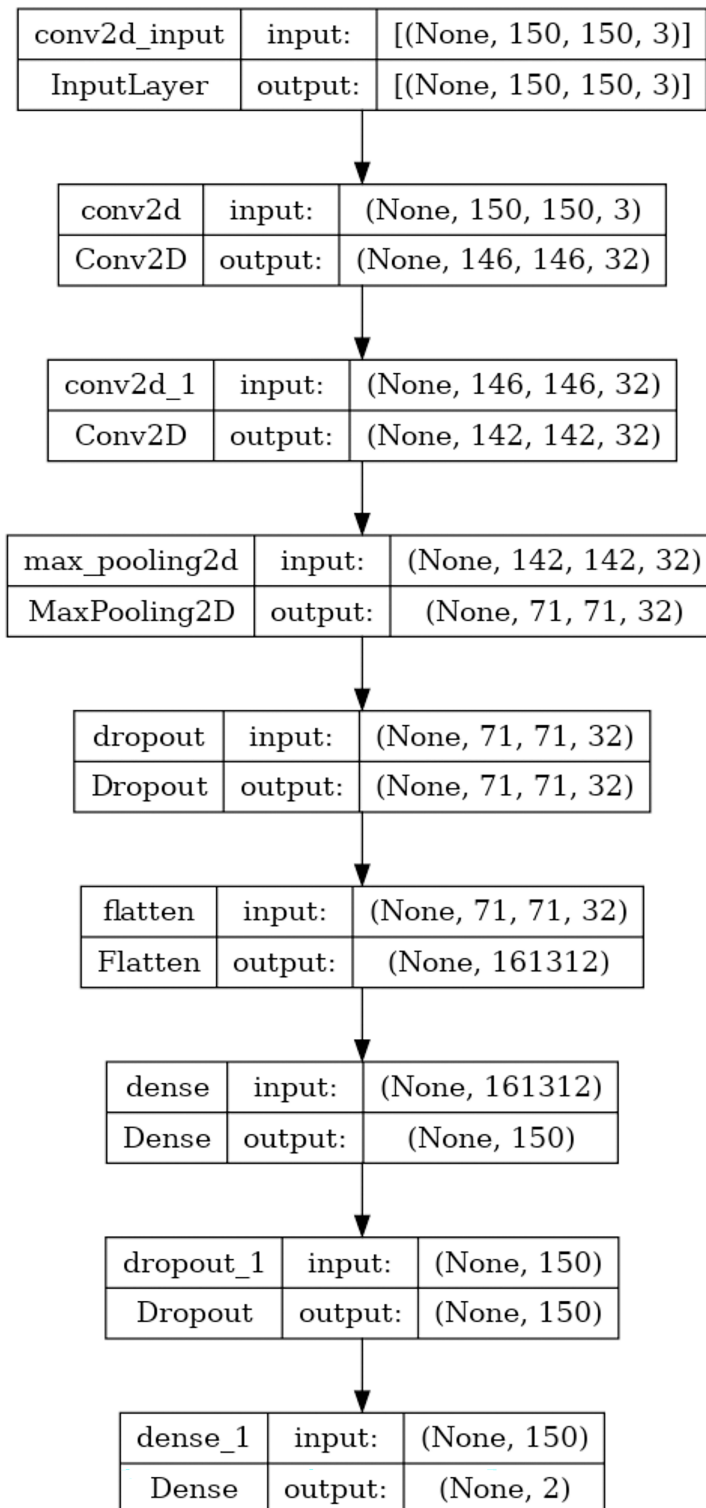 conv2d_input input: [(None, 150, 150, 3)]
InputLayer output: [(None, 150, 150, 3)]
conv2d input: (None, 150, 150, 3)
Conv2D output: (None, 146, 146, 32)
conv2d_1 input: (None, 146, 146, 32)
Conv2D output: (None, 142, 142, 32)
max_pooling2d input: (None, 142, 142, 32)
MaxPooling2D output: (None, 71, 71, 32)
dropout input: (None, 71, 71, 32)
Dropout output: (None, 71, 71, 32)
flatten input: (None, 71, 71, 32)
Flatten output: (None, 161312)
dense input: (None, 161312)
Dense output: (None, 150)
dropout_1 input: (None, 150)
Dropout output: (None, 150)
dense_1 input: (None, 150)
Dense output: (None, 2)